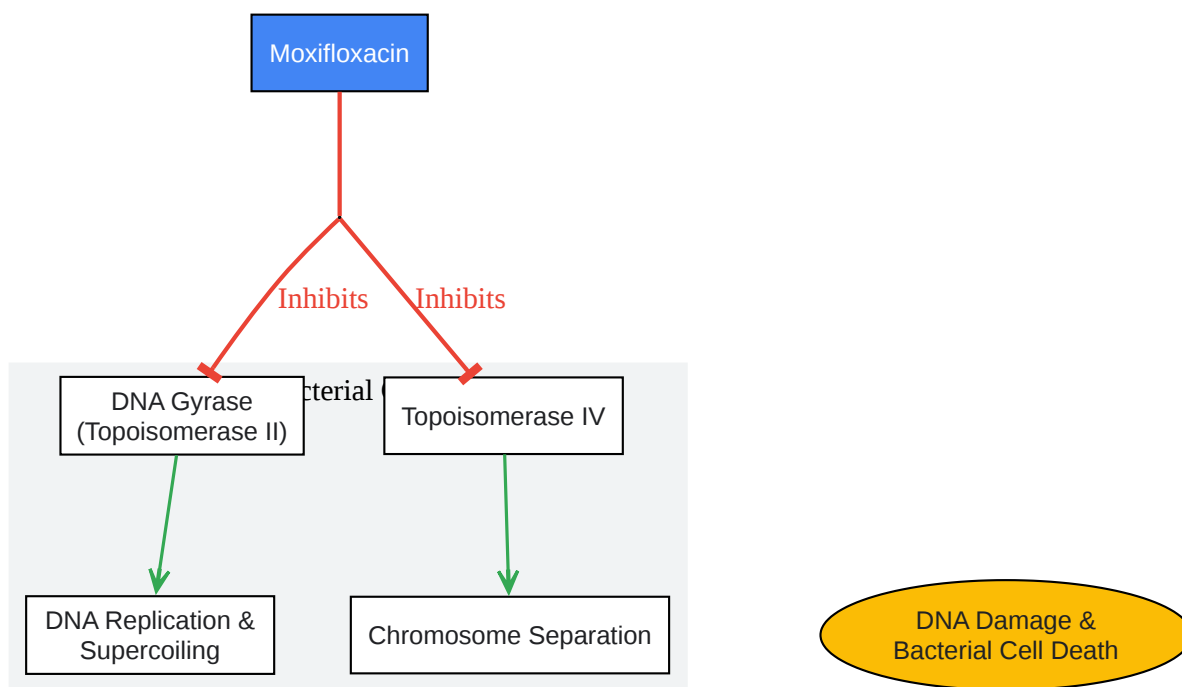 Moxifloxacin
Inhibits Inhibits
DNA Gyrase
(Topoisomerase II)
Topoisomerase IV
DNA Replication &
Supercoiling
Chromosome Separation
DNA Damage &
Bacterial Cell Death